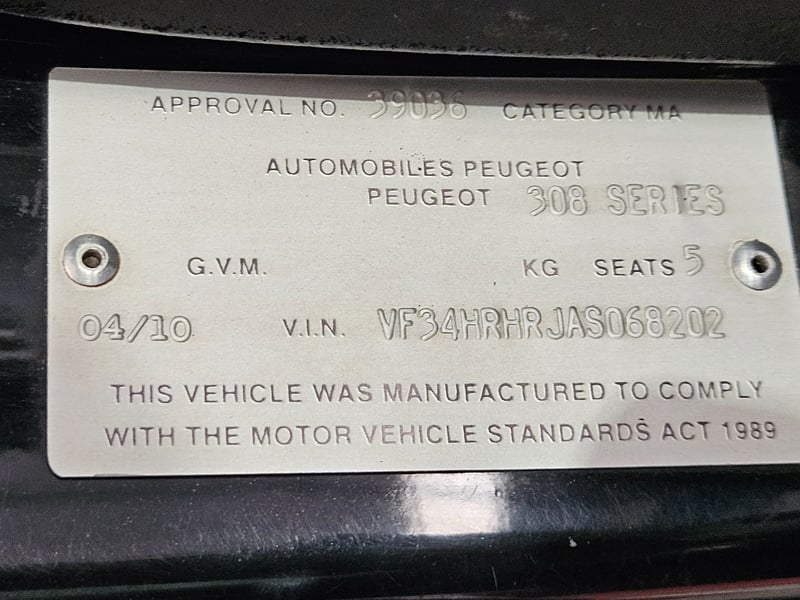 APPROVAL NO. 39036 CATEGORY MA
AUTOMOBILES PEUGEOT
PEUGEOT 308 SERIES
G.V.M. KG SEATS 5
04/10 V.I.N. VF34HRHRJAS068202
THIS VEHICLE WAS MANUFACTURED TO COMPLY
WITH THE MOTOR VEHICLE STANDARDS ACT 1989